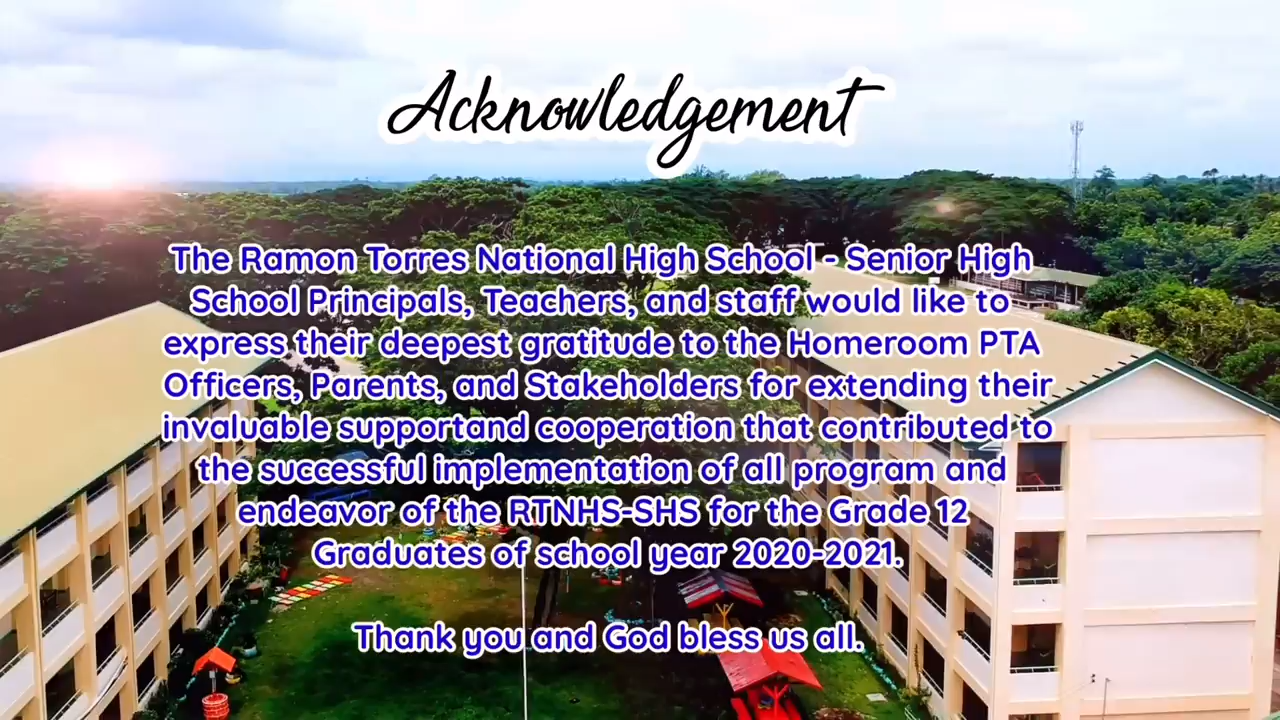 Acknowledgement
The Ramon Torres National High School - Senior High
School Principals, Teachers, and staff would like to
express their deepest gratitude to the Homeroom PTA
Officers, Parents, and Stakeholders for extending their
invaluable supportand cooperation that contributed to
the successful implementation of all program and
endeavor of the RTNHS-SHS for the Grade 12
Graduates of school year 2020-2021.
Thank you and God bless us all.